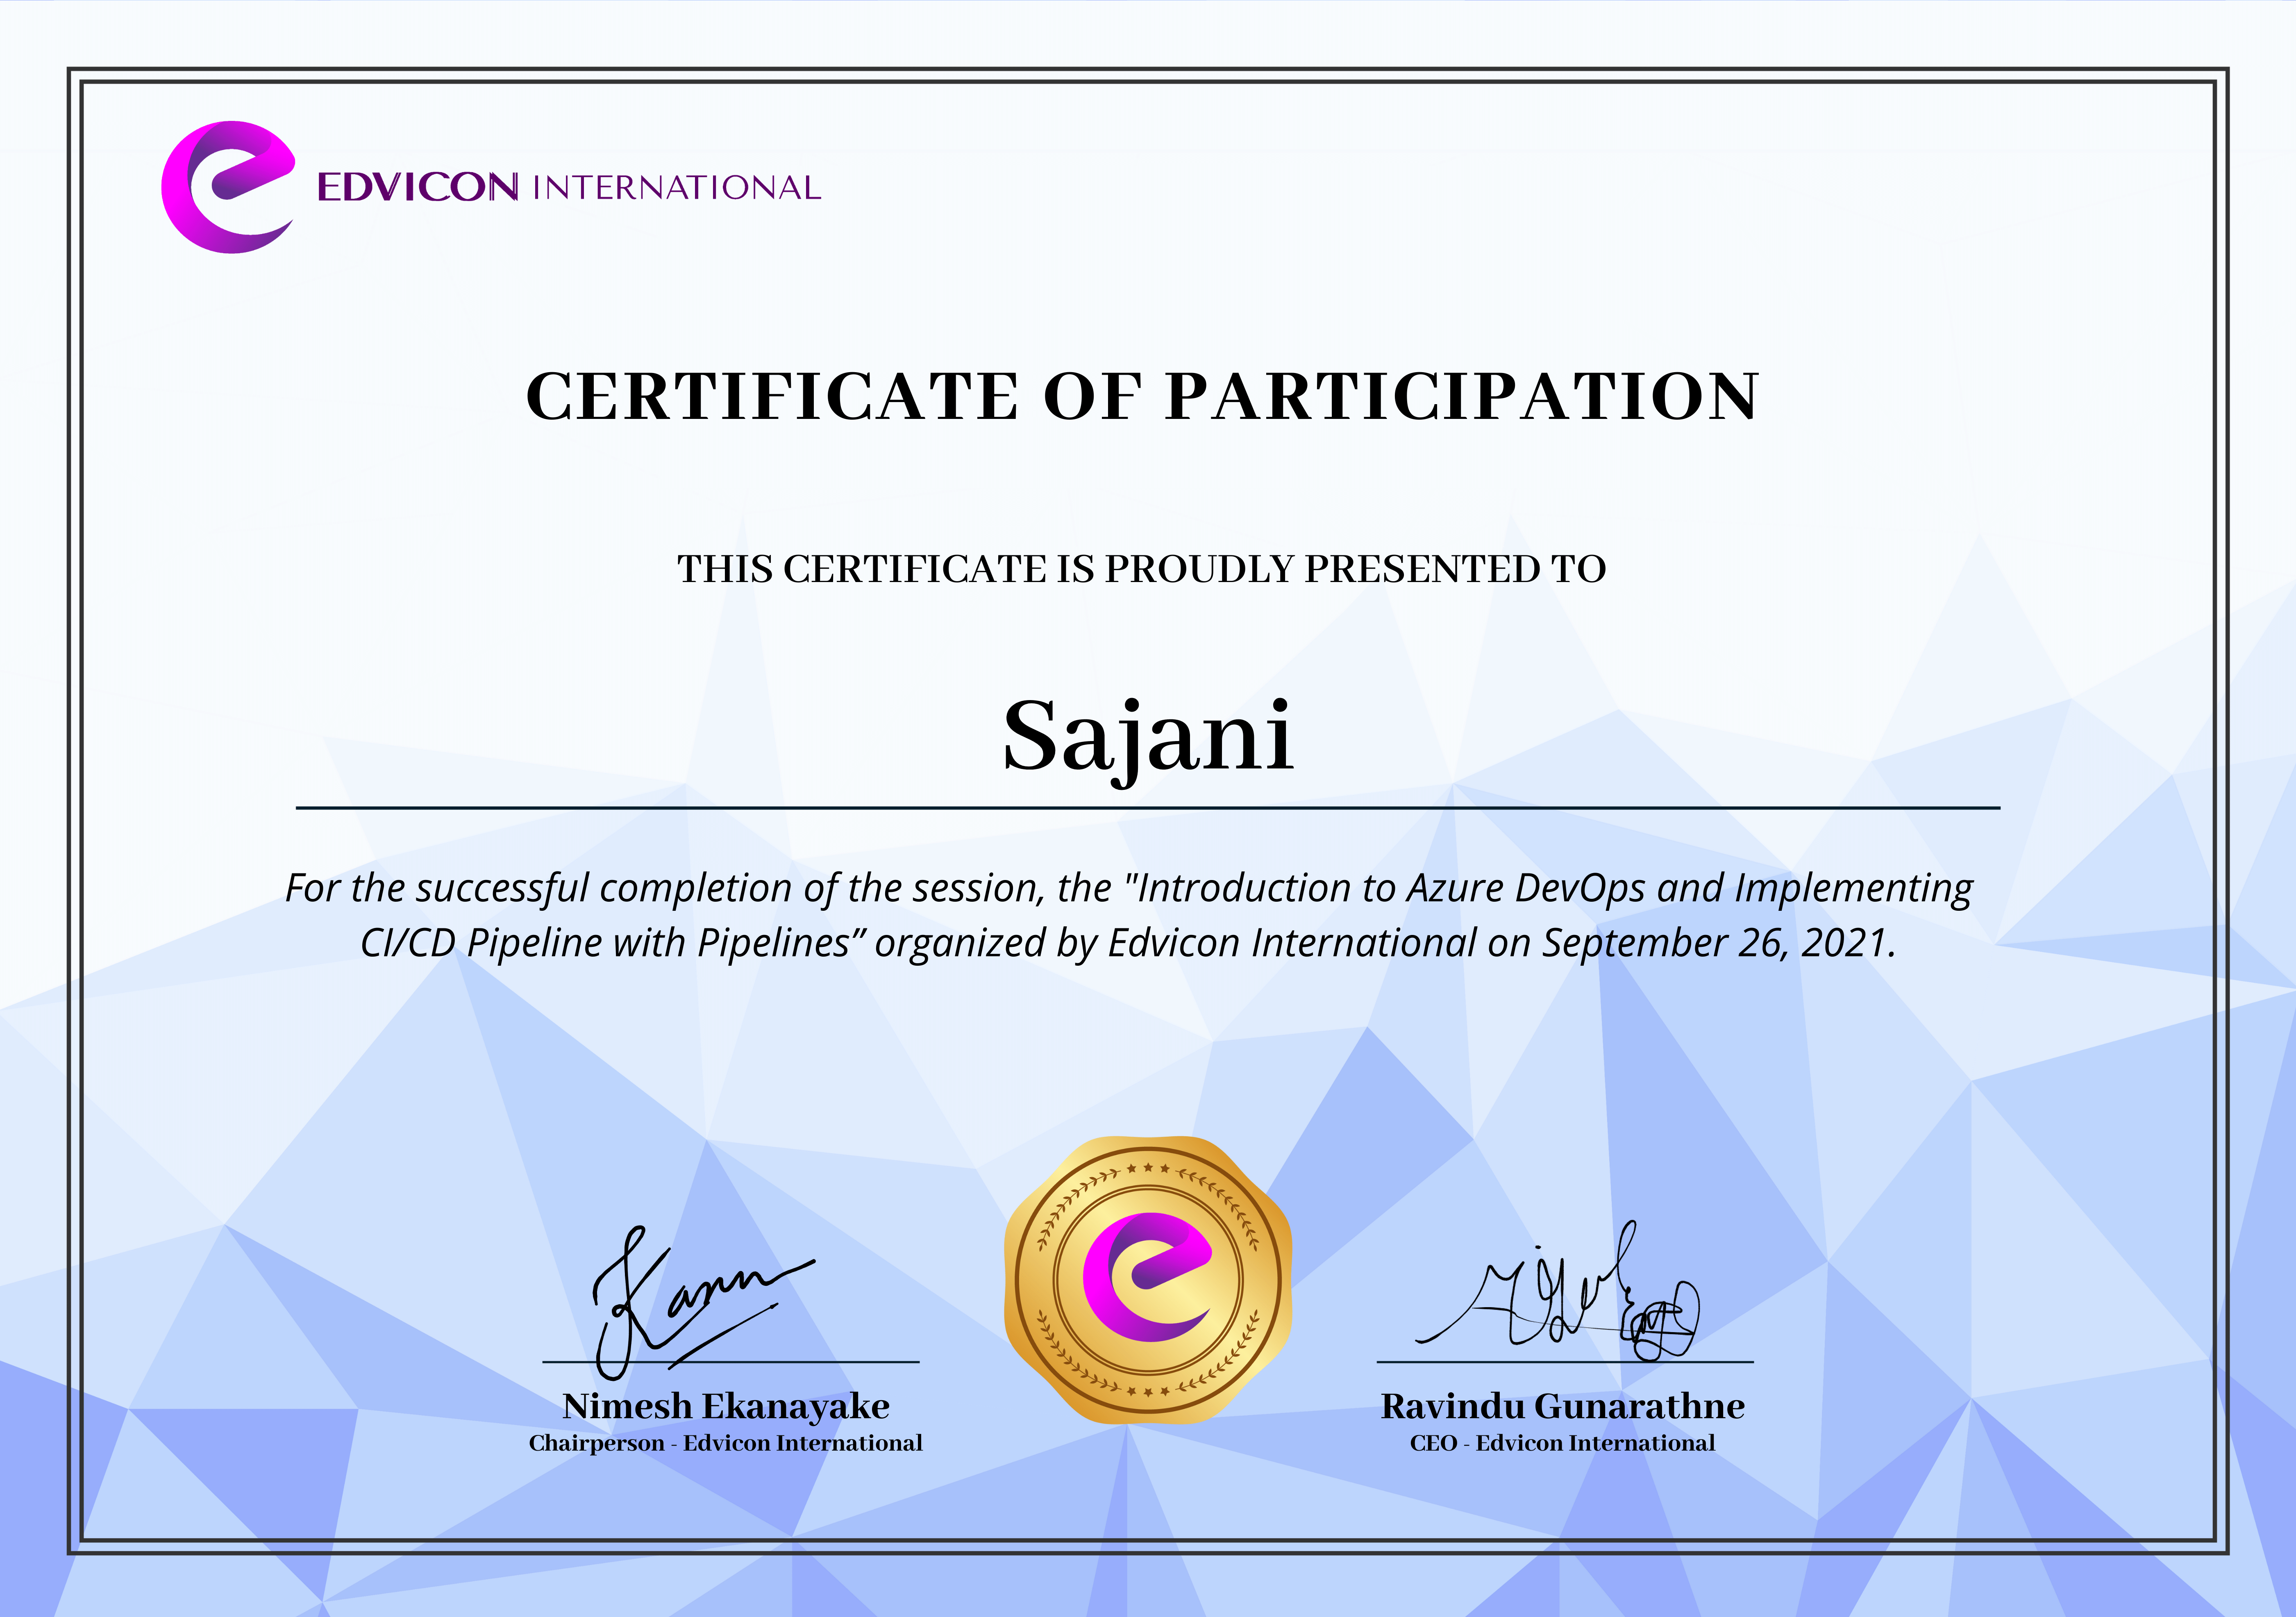 EDVICON INTERNATIONAL
CERTIFICATE OF PARTICIPATION
THIS CERTIFICATE IS PROUDLY PRESENTED TO
Sajani
For the successful completion of the session, the "Introduction to Azure DevOps and Implementing
CI/CD Pipeline with Pipelines” organized by Edvicon International on September 26, 2021.
Nimesh Ekanayake
Chairperson - Edvicon International
Ravindu Gunarathne
CEO - Edvicon International